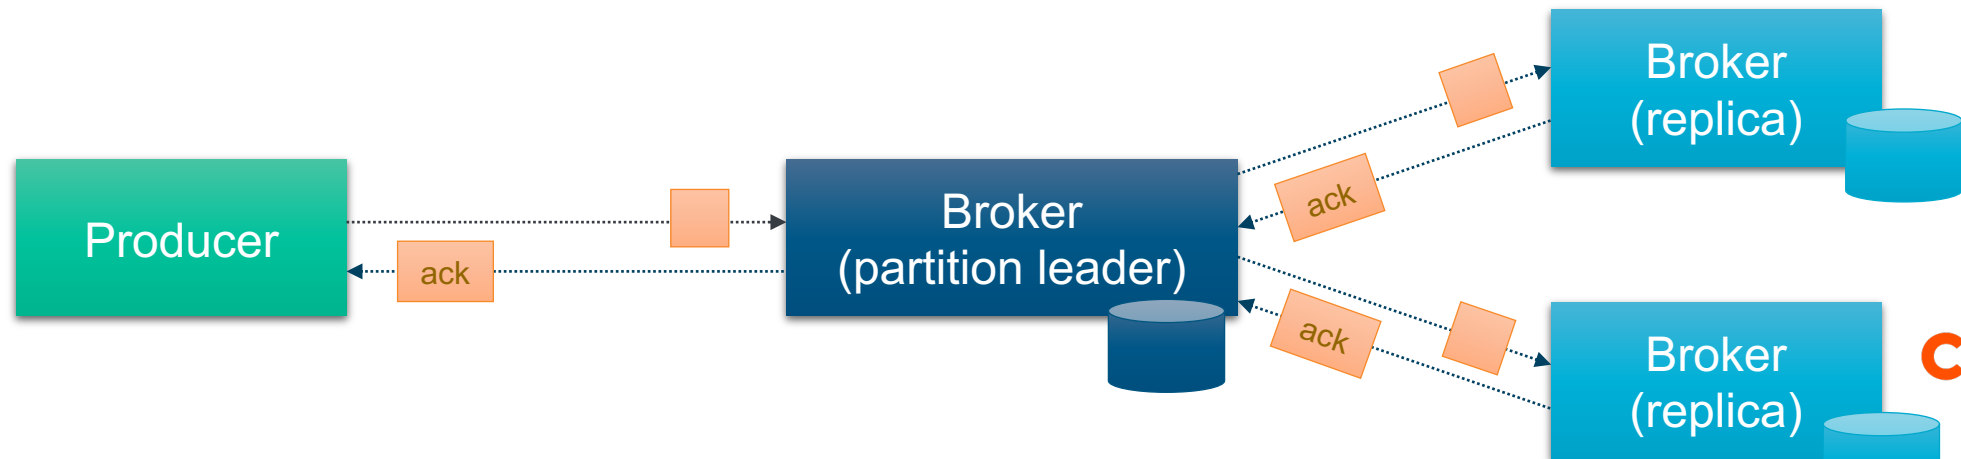 Broker
(replica)
ack
Producer
ack
Broker
(partition leader)
ack
Broker
(replica)